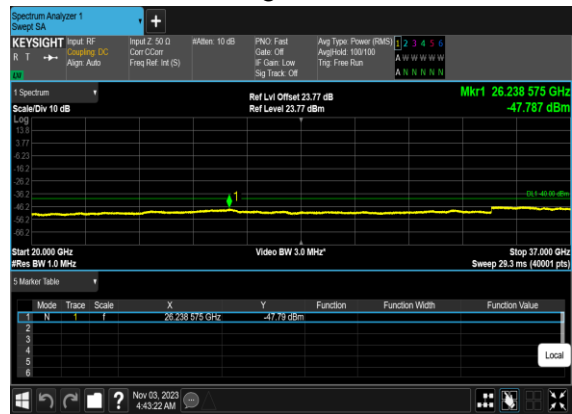 Spectrum Analyzer 1
Swept SA
KEYSIGHT Input: RF Input Z: 50 Ω #Atten: 10 dB PNO: Fast Avg Type: Power (RMS) 1 2 3 4 5 6
R T Coupling: DC Corr CCorr Gate: Off Avg|Hold: 100/100 A W W W W W
Align: Auto Freq Ref: Int (S) IF Gain: Low Trig: Free Run
Sig Track: Off A N N N N N
1 Spectrum Ref Lvl Offset 23.77 dB Mkr1 26.238 575 GHz
Scale/Div 10 dB Ref Level 23.77 dBm -47.787 dBm
Log
13.8
3.77
-6.23
-16.2
-26.2
1
DL1 -40.00 dBm
-36.2
-46.2
-56.2
-66.2
Start 20.000 GHz Video BW 3.0 MHz* Stop 37.000 GHz
#Res BW 1.0 MHz Sweep 29.3 ms (40001 pts)
5 Marker Table
Mode Trace Scale X Y Function Function Width Function Value
1 N 1 f 26.238 575 GHz -47.79 dBm
2
3
4
5
6
Local
? Nov 03, 2023
4:43:22 AM